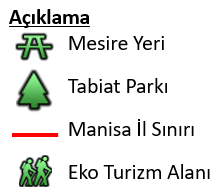 Açıklama
Mesire Yeri
Tabiat Parkı
Manisa İl Sınırı
Eko Turizm Alanı